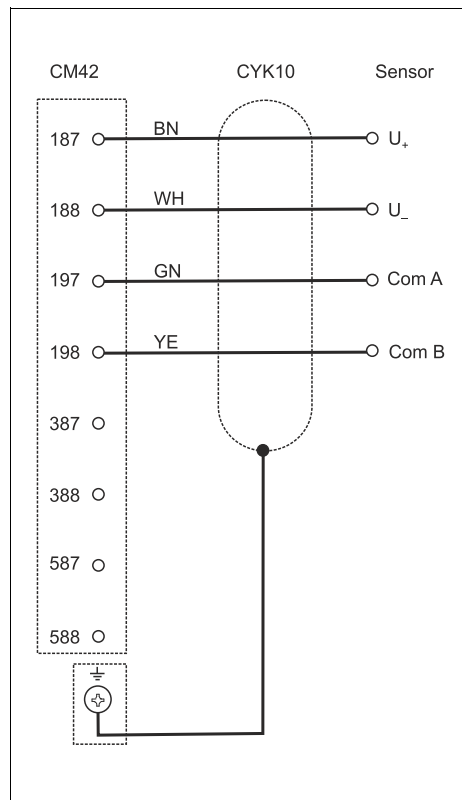 CM42 CYK10 Sensor
187 BN U+
188 WH U_
197 GN Com A
198 YE Com B
387
388
587
588